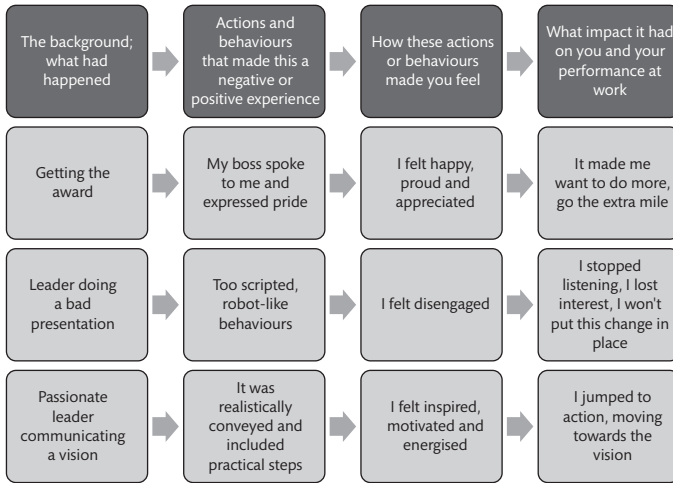 The background;
what had
happened
Actions and
behaviours
that made this a
negative or
positive experience
How these actions
or behaviours
made you feel
What impact it had
on you and your
performance at
work
Getting the
award
My boss spoke
to me and
expressed pride
I felt happy,
proud and
appreciated
It made me
want to do more,
go the extra mile
Leader doing
a bad
presentation
Too scripted,
robot-like
behaviours
I felt disengaged
I stopped
listening, I lost
interest, I won't
put this change in
place
Passionate
leader
communicating
a vision
It was
realistically
conveyed and
included
practical steps
I felt inspired,
motivated and
energised
I jumped to
action, moving
towards the
vision